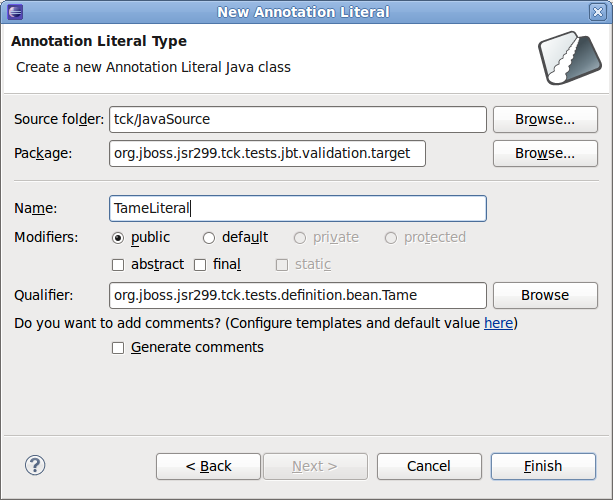 New Annotation Literal
Annotation Literal Type
Create a new Annotation Literal Java class
Source folder: tck/JavaSource Browse...
Package: org.jboss.jsr299.tck.tests.jbt.validation.target Browse...
Name: TameLiteral
Modifiers: public default private protected
abstract final static
Qualifier: org.jboss.jsr299.tck.tests.definition.bean.Tame Browse
Do you want to add comments? (Configure templates and default value here)
Generate comments
? < Back Next > Cancel Finish